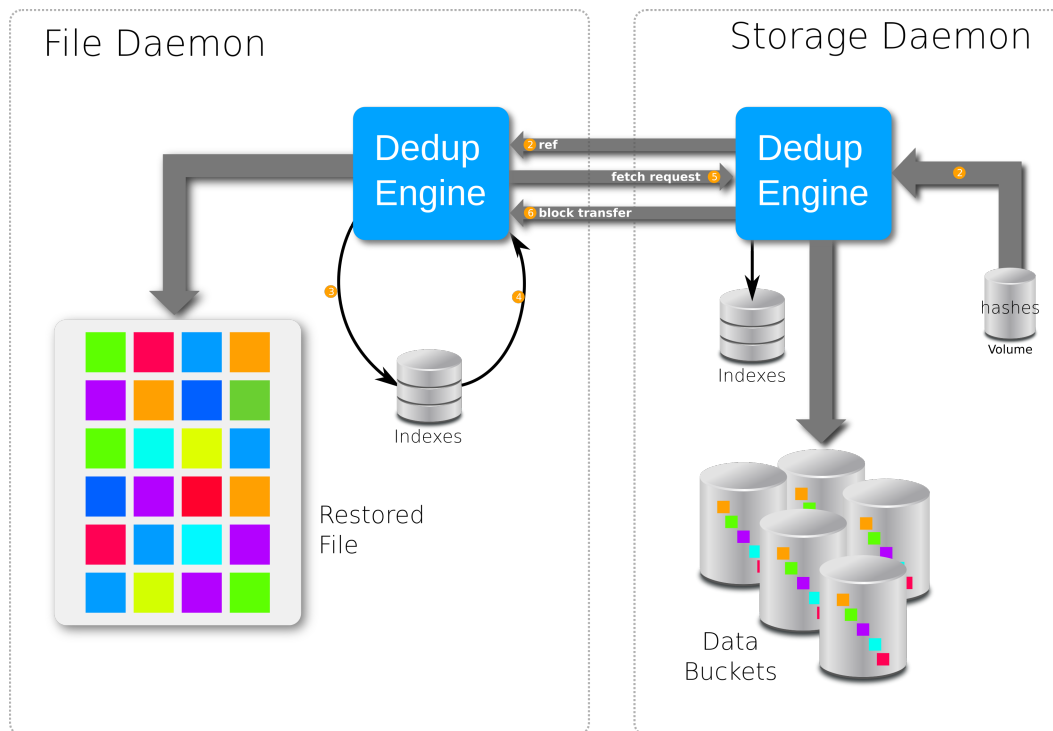 File Daemon
Storage Daemon
Dedup
Engine
Dedup
Engine
2 ref
fetch request 5
6 block transfer
2
3
4
hashes
Volume
Indexes
Indexes
Restored
File
Data
Buckets